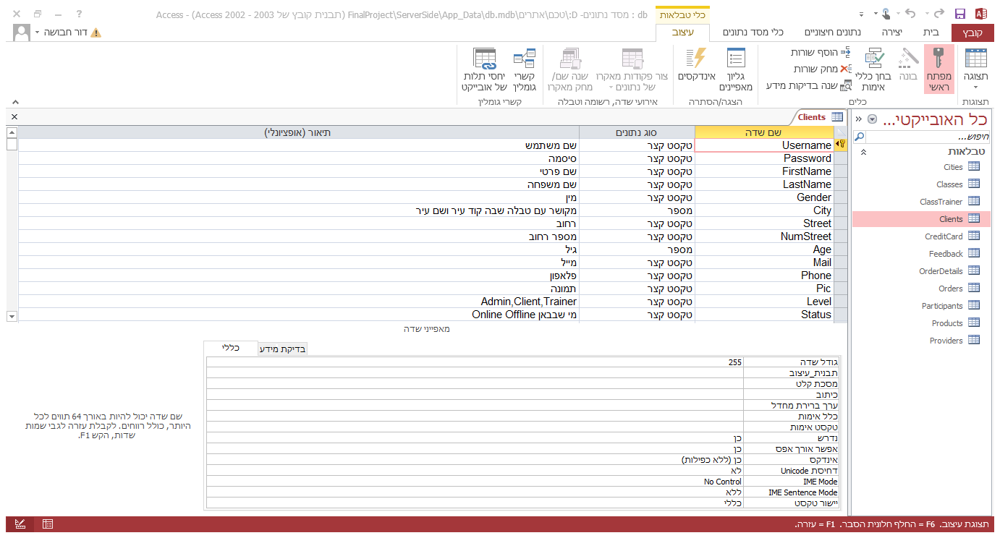 db : מסד נתונים- D:\טכם\אתרים\FinalProject\ServerSide\App_Data\db.mdb (תבנית קובץ של Access 2002 - 2003) - Access
כלי טבלאות
?
קובץ
בית
יצירה
נתונים חיצוניים
כלי מסד נתונים
עיצוב
דור חבושה
תצוגה
מפתח ראשי
בונה
בחן כללי אימות
הוסף שורות
מחק שורות
שנה בדיקות מידע
גליון מאפיינים
אינדקסים
צור פקודות מאקרו של נתונים
שנה שם/ מחק מאקרו
קשרי גומלין
יחסי תלות של אובייקט
תצוגות
כלים
הצגה/הסתרה
אירועי שדה, רשומה וטבלה
קשרי גומלין
כל האובייקטי...
חיפוש...
טבלאות
Cities
Classes
ClassTrainer
Clients
CreditCard
Feedback
OrderDetails
Orders
Participants
Products
Providers
Clients
שם שדה סוג נתונים תיאור (אופציונלי)
Username טקסט קצר שם משתמש
Password טקסט קצר סיסמה
FirstName טקסט קצר שם פרטי
LastName טקסט קצר שם משפחה
Gender טקסט קצר מין
City מספר מקושר עם טבלה שבה קוד עיר ושם עיר
Street טקסט קצר רחוב
NumStreet טקסט קצר מספר רחוב
Age מספר גיל
Mail טקסט קצר מייל
Phone טקסט קצר פלאפון
Pic טקסט קצר תמונה
Level טקסט קצר Admin,Client,Trainer
Status טקסט קצר מי שבבאן Online Offline
מאפייני שדה
כללי
בדיקת מידע
גודל שדה 255
תבנית_עיצוב
מסכת קלט
כיתוב
ערך ברירת מחדל
כלל אימות
טקסט אימות
נדרש כן
אפשר אורך אפס כן
אינדקס כן (ללא כפילות)
דחיסת Unicode לא
IME Mode No Control
IME Sentence Mode ללא
יישור טקסט כללי
שם שדה יכול להיות באורך 64 תווים לכל
היותר, כולל רווחים. לקבלת עזרה לגבי שמות
שדות, הקש F1.
תצוגת עיצוב. F6 = החלף חלונית הסבר. F1 = עזרה.